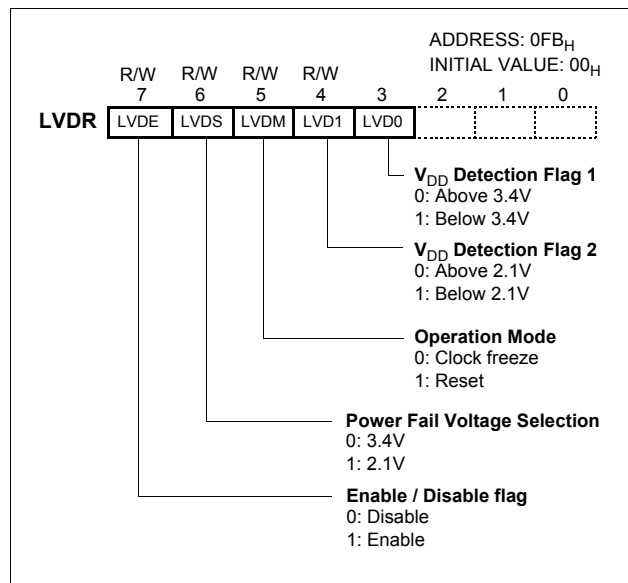 ADDRESS: 0FBH
INITIAL VALUE: 00H
R/W R/W R/W R/W
7 6 5 4 3 2 1 0
LVDR LVDE LVDS LVDM LVD1 LVD0
VDD Detection Flag 1
0: Above 3.4V
1: Below 3.4V
VDD Detection Flag 2
0: Above 2.1V
1: Below 2.1V
Operation Mode
0: Clock freeze
1: Reset
Power Fail Voltage Selection
0: 3.4V
1: 2.1V
Enable / Disable flag
0: Disable
1: Enable